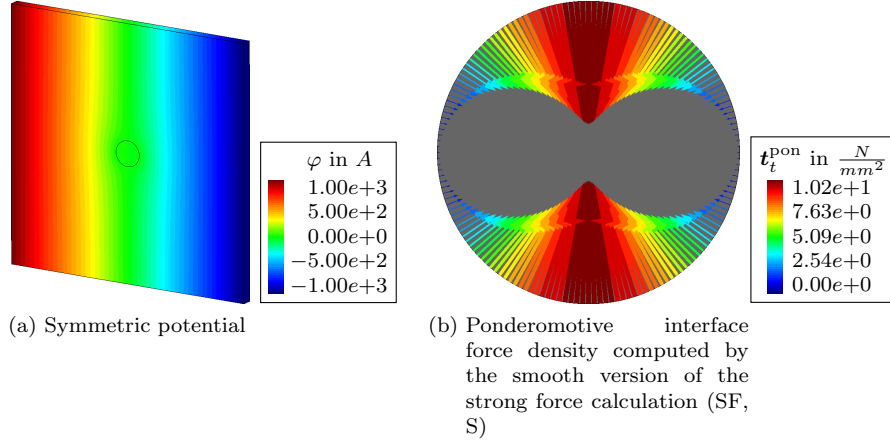 φ in A
1.00e+3
5.00e+2
0.00e+0
−5.00e+2
−1.00e+3
(a) Symmetric potential
t_t^pon in N/mm²
1.02e+1
7.63e+0
5.09e+0
2.54e+0
0.00e+0
(b) Ponderomotive interface
force density computed by
the smooth version of the
strong force calculation (SF,
S)